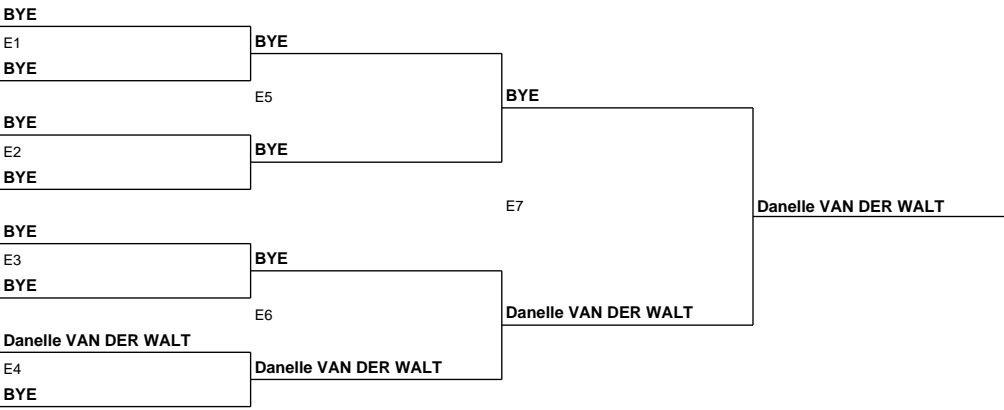 BYE
E1
BYE
BYE
E5
BYE
BYE
E2
BYE
BYE
E7
Danelle VAN DER WALT
BYE
E3
BYE
BYE
E6
Danelle VAN DER WALT
Danelle VAN DER WALT
E4
Danelle VAN DER WALT
BYE